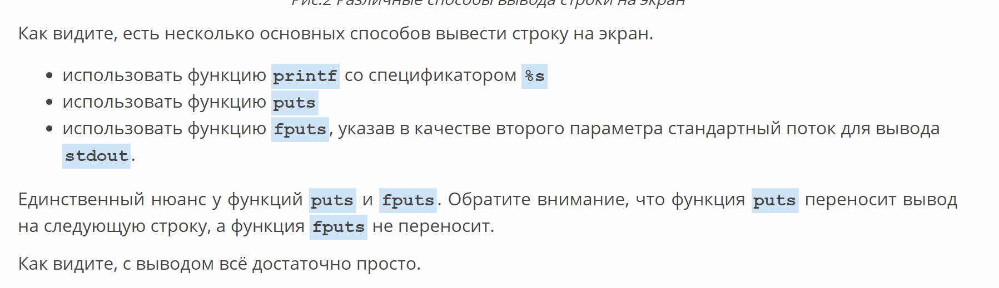 Рис.2 Различные способы вывода строки на экран
Как видите, есть несколько основных способов вывести строку на экран.
использовать функцию printf со спецификатором %s
использовать функцию puts
использовать функцию fputs, указав в качестве второго параметра стандартный поток для вывода
stdout.
Единственный нюанс у функций puts и fputs. Обратите внимание, что функция puts переносит вывод
на следующую строку, а функция fputs не переносит.
Как видите, с выводом всё достаточно просто.